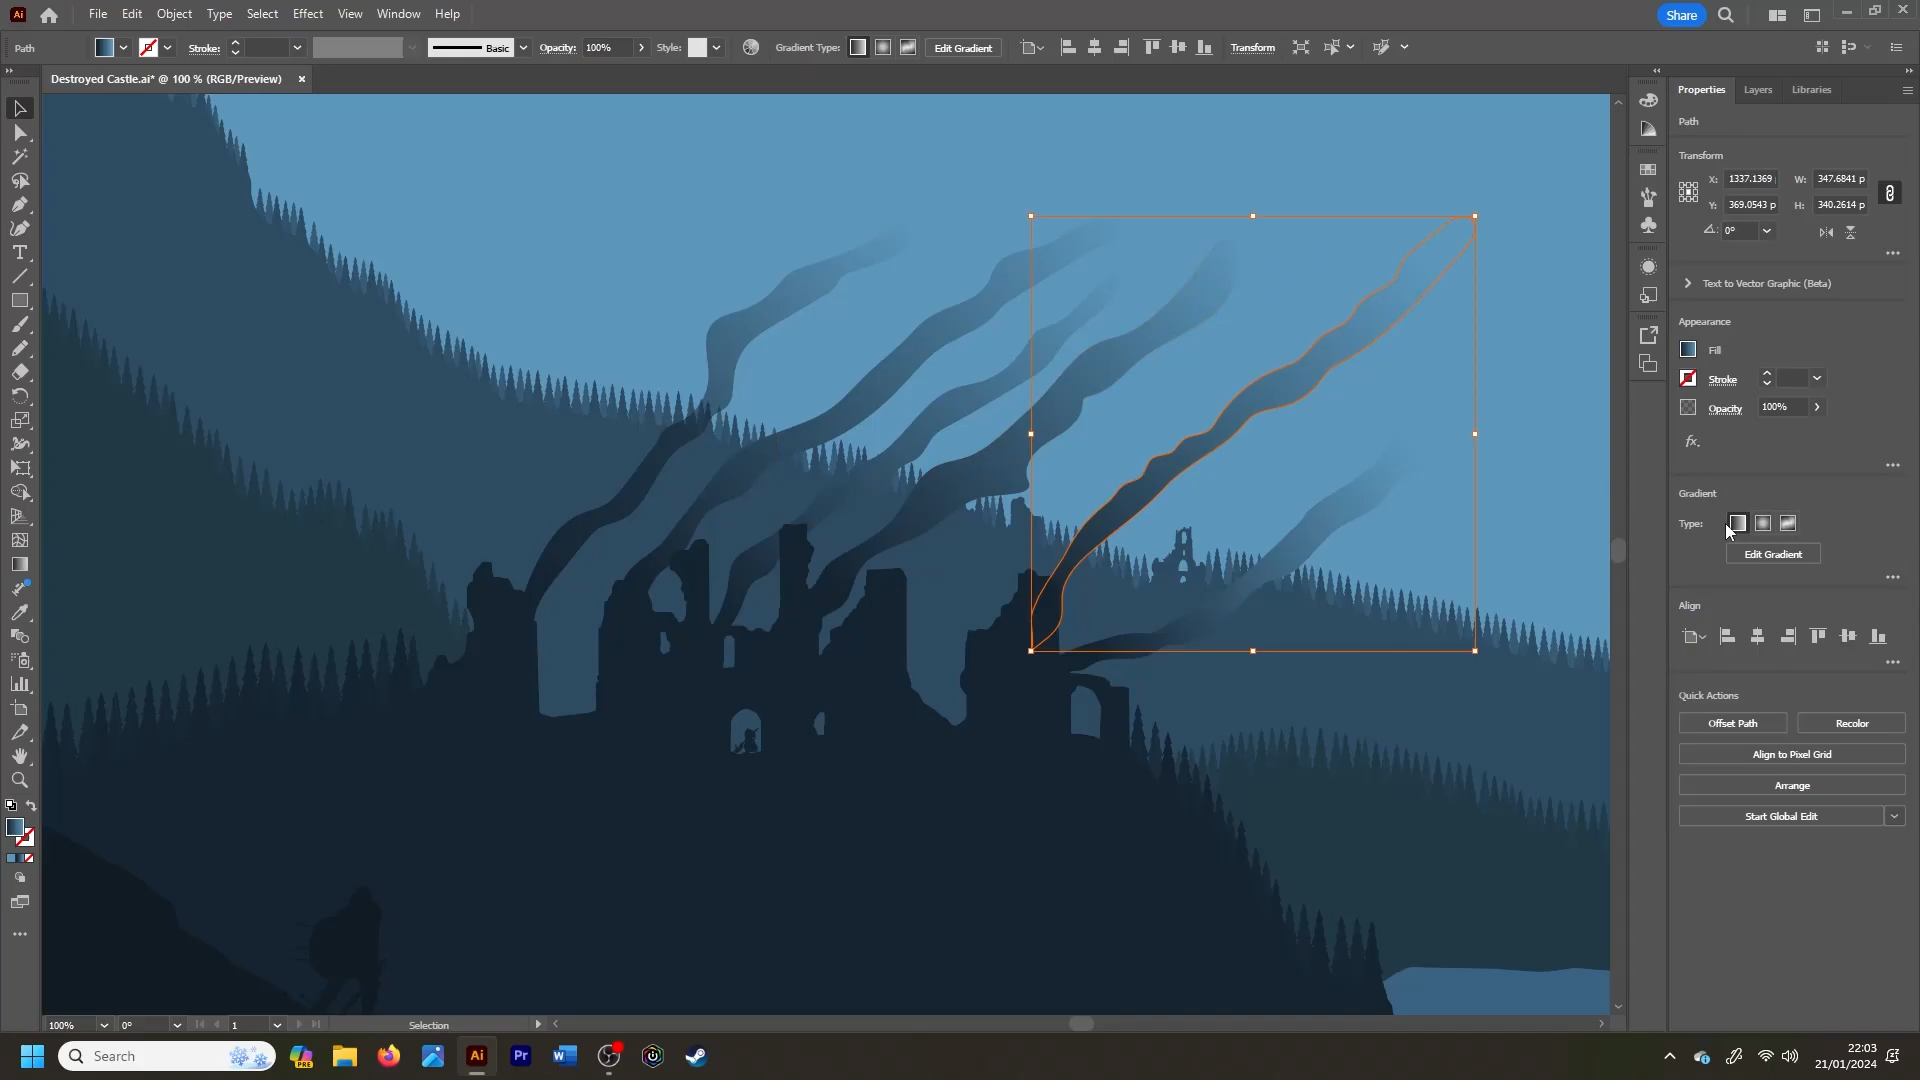 Ai File Edit Object Type Select Effect View Window Help Share
Path Stroke: Basic Opacity: 100% Style: Gradient Type: Edit Gradient Transform
Destroyed Castle.ai* @ 100 % (RGB/Preview) ×
Properties Layers Libraries
Path
Transform
X: 1337.1369 W: 347.6841 p
Y: 369.0543 p H: 340.2614 p
0°
Text to Vector Graphic (Beta)
Appearance
Fill
Stroke
Opacity 100%
fx.
Gradient
Type:
Edit Gradient
Align
Quick Actions
Offset Path Recolor
Align to Pixel Grid
Arrange
Start Global Edit
100% 0° 1 Selection
Search PRE Ai Pr W 22:03
21/01/2024